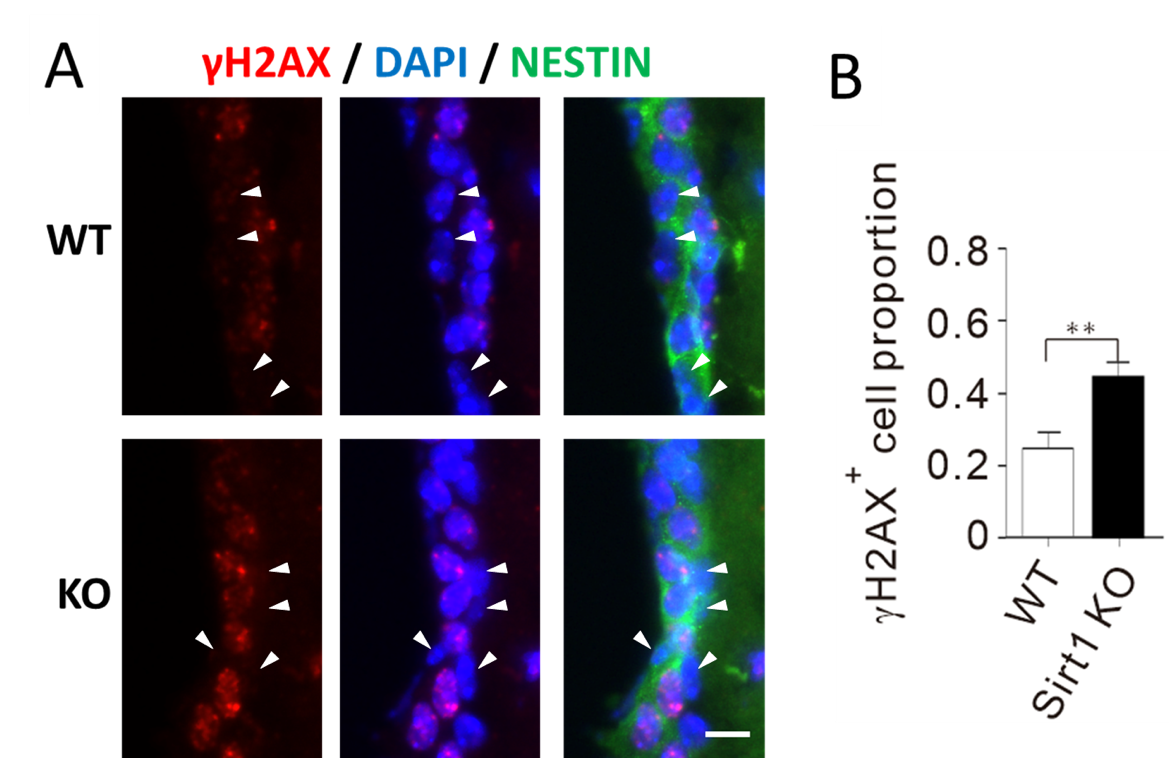 A
γH2AX / DAPI / NESTIN
WT
KO
B
γH2AX+ cell proportion
0.8
0.6
0.4
0.2
0
**
WT
Sirt1 KO